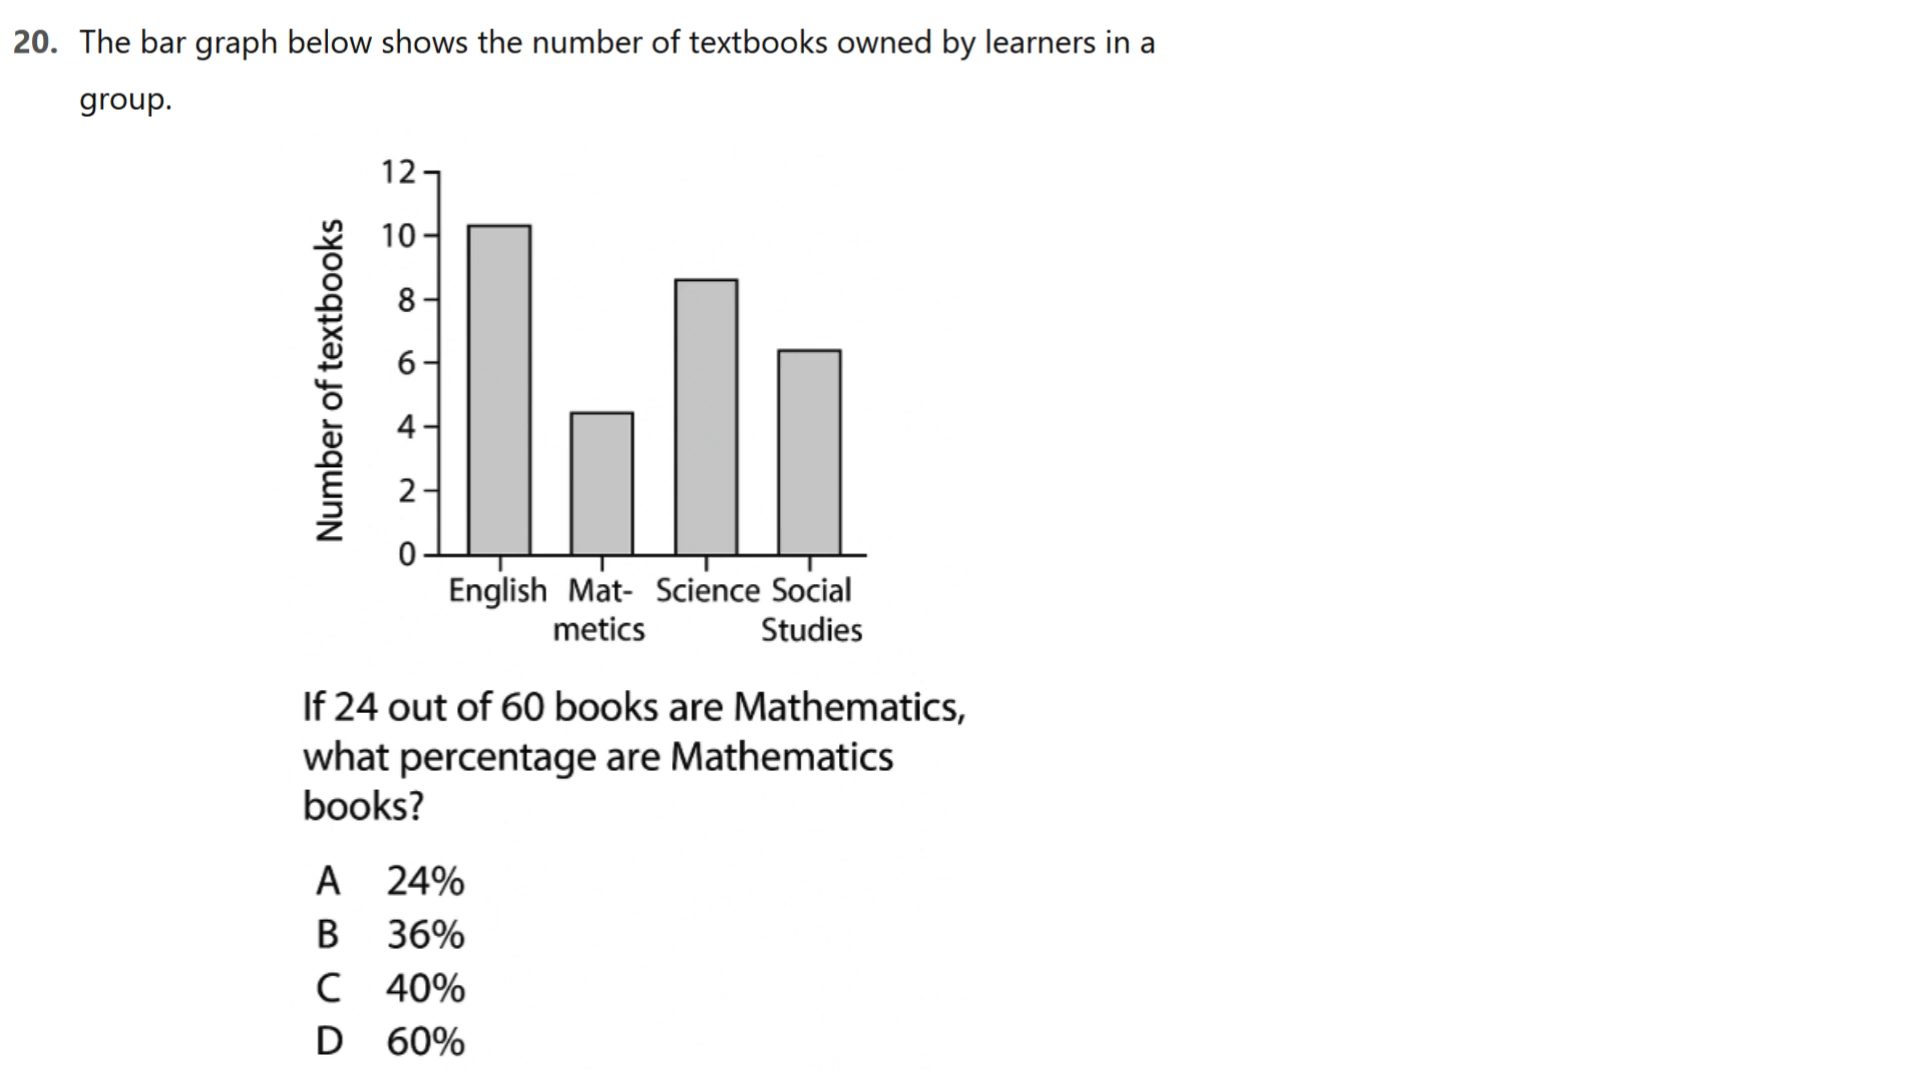 20. The bar graph below shows the number of textbooks owned by learners in a
group.
Number of textbooks
12
10
8
6
4
2
0
English Mat- Science Social
metics Studies
If 24 out of 60 books are Mathematics,
what percentage are Mathematics
books?
A 24%
B 36%
C 40%
D 60%